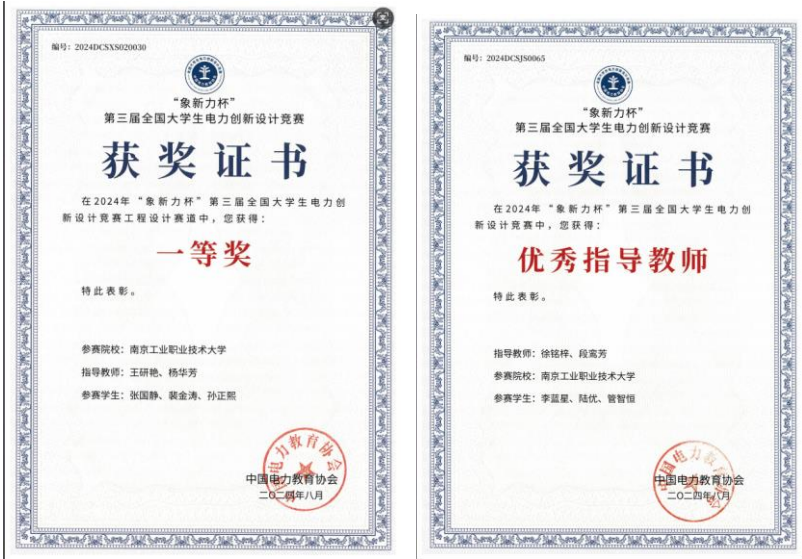 编号：2024DCSXS020030
“象新力杯”
第三届全国大学生电力创新设计竞赛
获奖证书
在2024年“象新力杯”第三届全国大学生电力创
新设计竞赛工程设计赛道中，您获得：
一等奖
特此表彰。
参赛院校：南京工业职业技术大学
指导教师：王研艳、杨华芳
参赛学生：张国静、裴金涛、孙正熙
中国电力教育协会
二〇二四年八月
编号：2024DCSJS0065
“象新力杯”
第三届全国大学生电力创新设计竞赛
获奖证书
在2024年“象新力杯”第三届全国大学生电力
创新设计竞赛中，您获得：
优秀指导教师
特此表彰。
指导教师：徐铭梓、段鸾芳
参赛院校：南京工业职业技术大学
参赛学生：李蓝星、陆优、管智恒
中国电力教育协会
二〇二四年八月